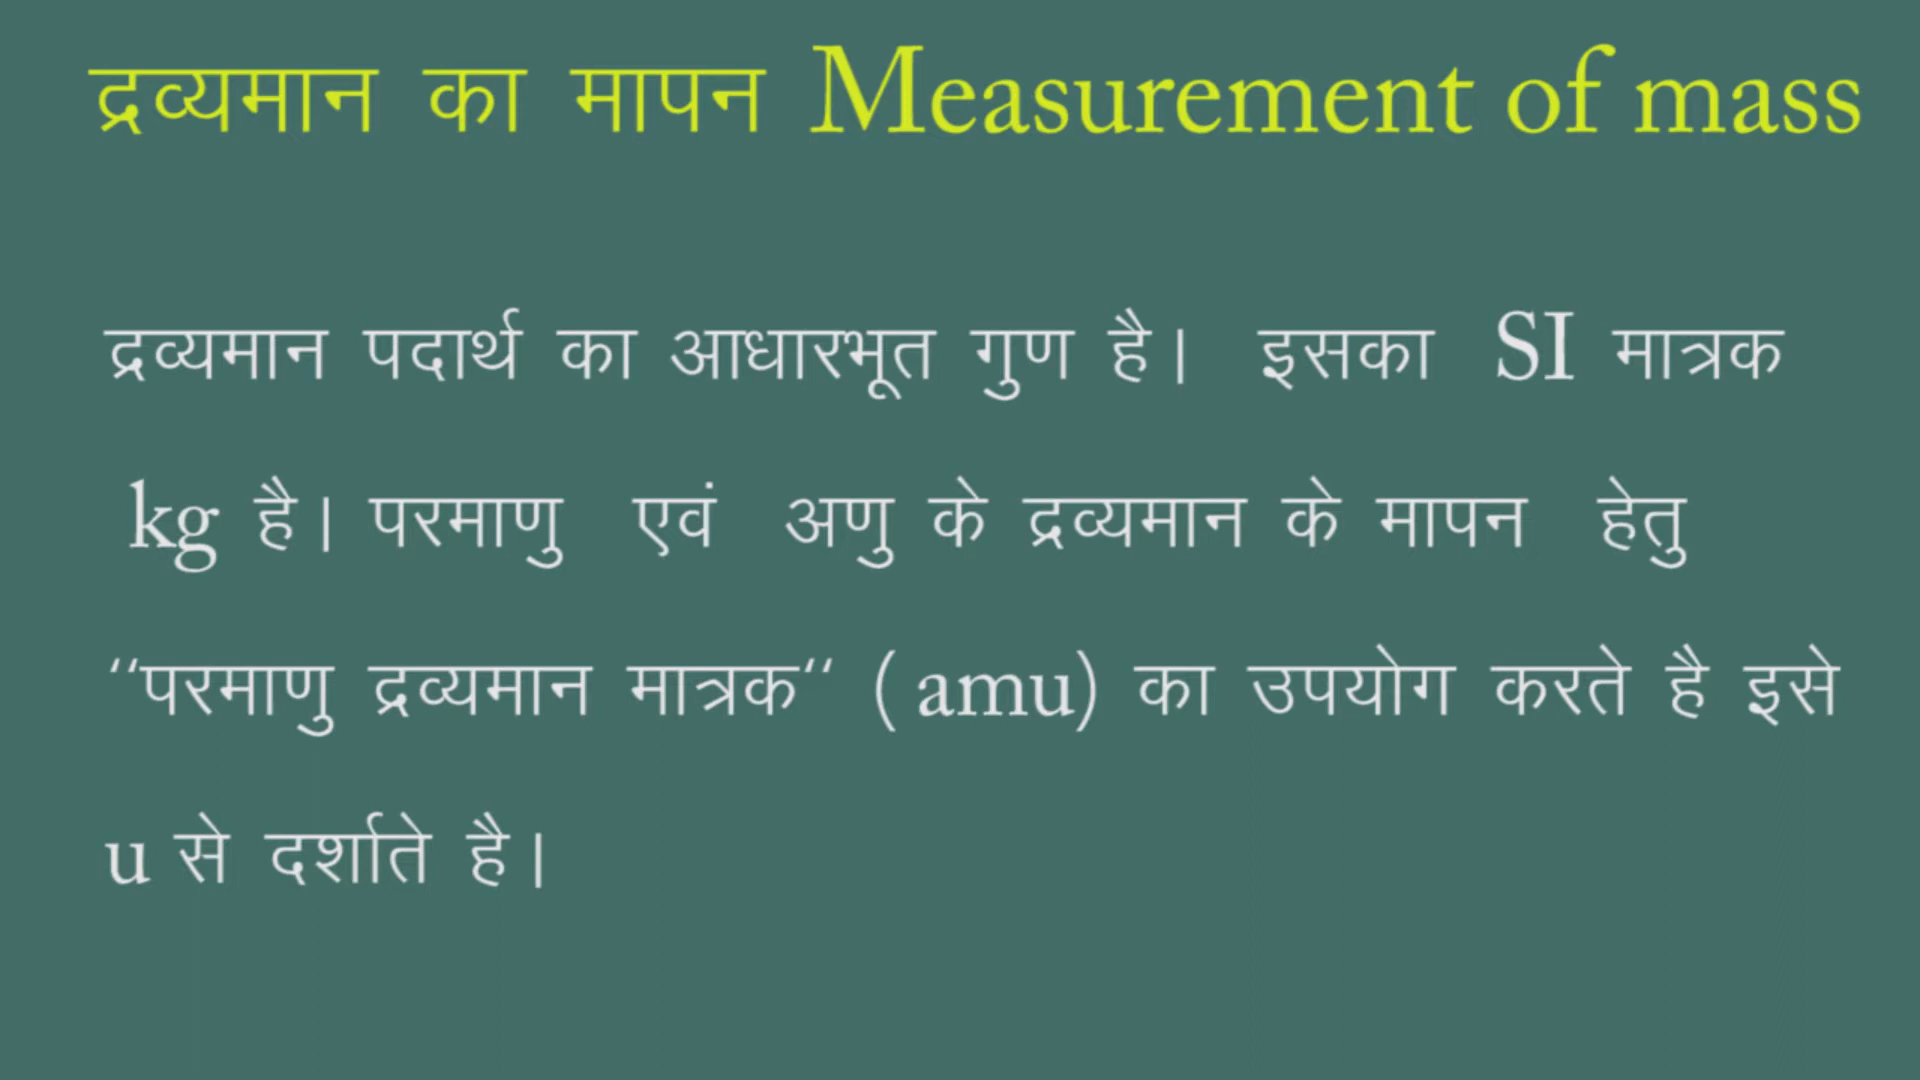 द्रव्यमान का मापन Measurement of mass
द्रव्यमान पदार्थ का आधारभूत गुण है। इसका SI मात्रक
kg है। परमाणु एवं अणु के द्रव्यमान के मापन हेतु
‘‘परमाणु द्रव्यमान मात्रक‘‘ ( amu) का उपयोग करते है इसे
u से दर्शाते है।